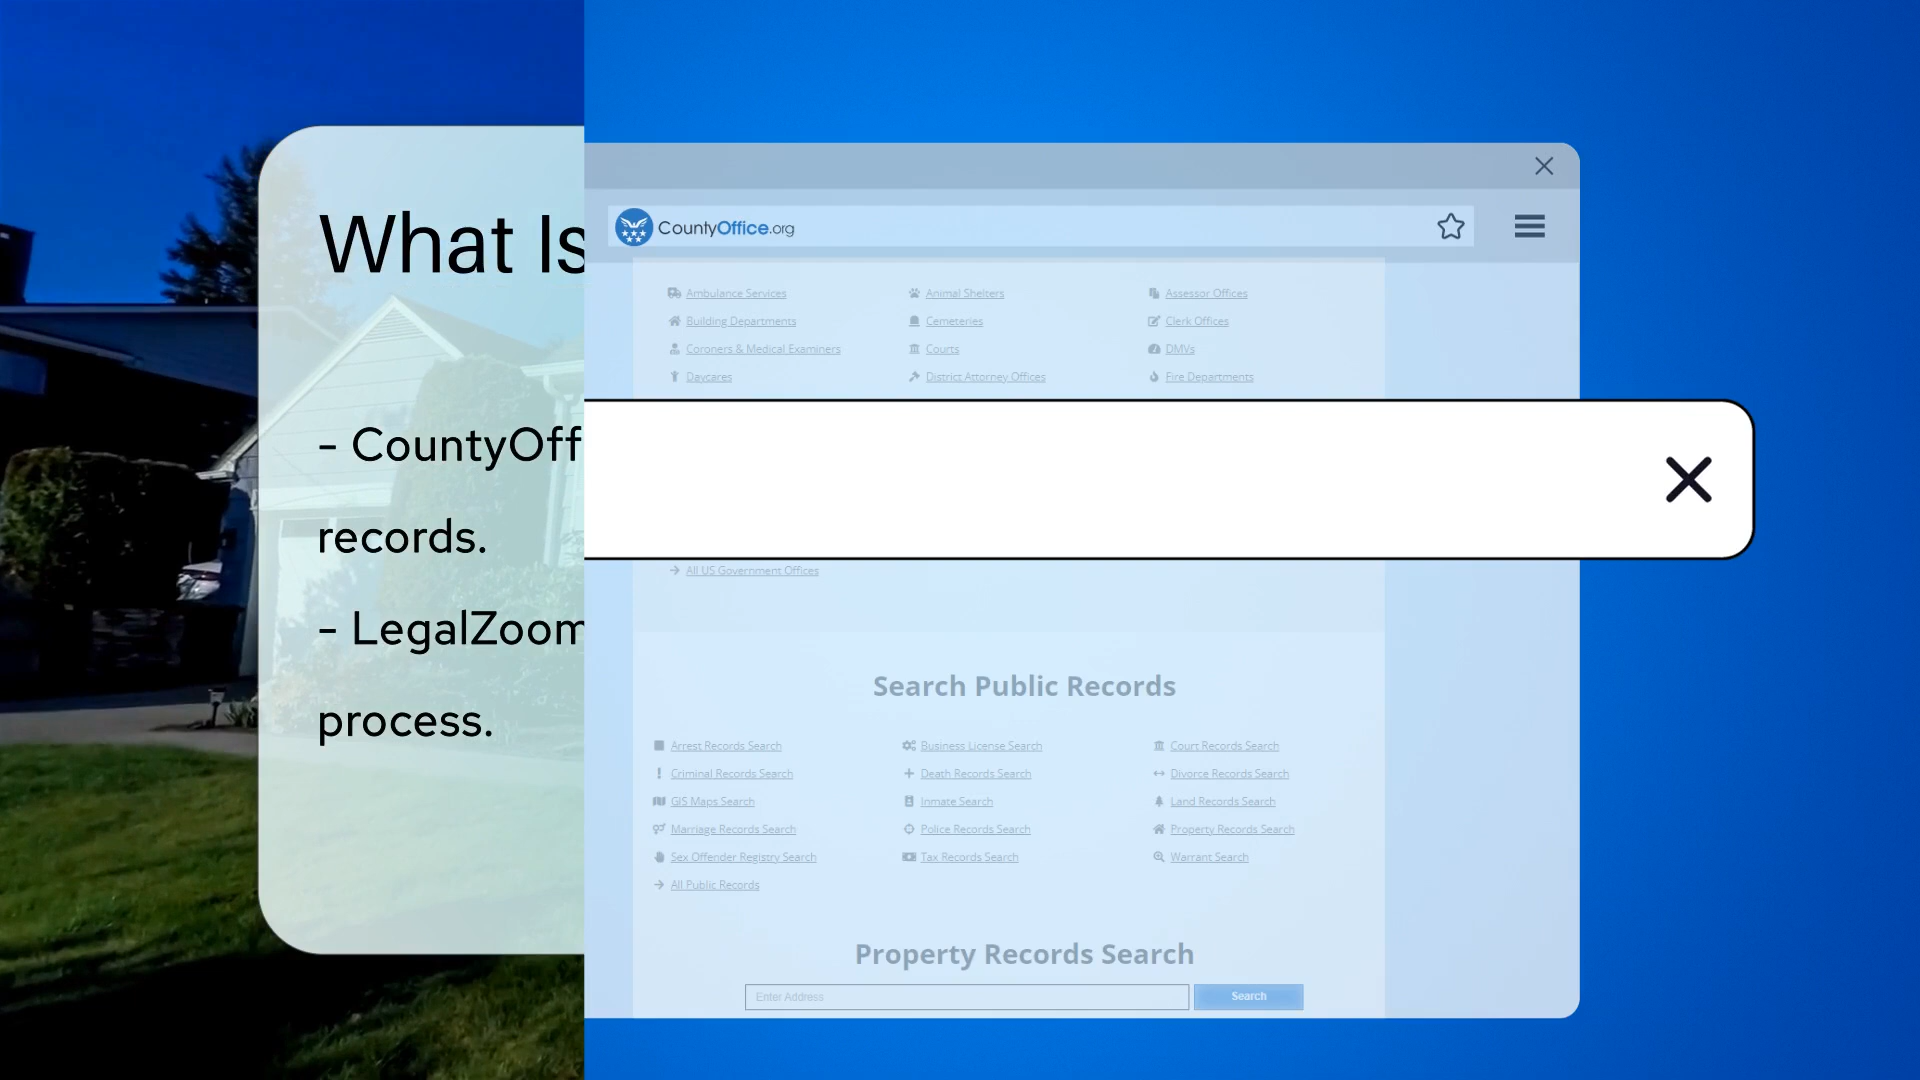 What Is
- CountyOff
records.
- LegalZoom
process.
CountyOffice.org
Ambulance Services Animal Shelters Assessor Offices
Building Departments Cemeteries Clerk Offices
Coroners & Medical Examiners Courts DMVs
Daycares District Attorney Offices Fire Departments
All US Government Offices
Search Public Records
Arrest Records Search Business License Search Court Records Search
Criminal Records Search Death Records Search Divorce Records Search
GIS Maps Search Inmate Search Land Records Search
Marriage Records Search Police Records Search Property Records Search
Sex Offender Registry Search Tax Records Search Warrant Search
All Public Records
Property Records Search
Enter Address Search